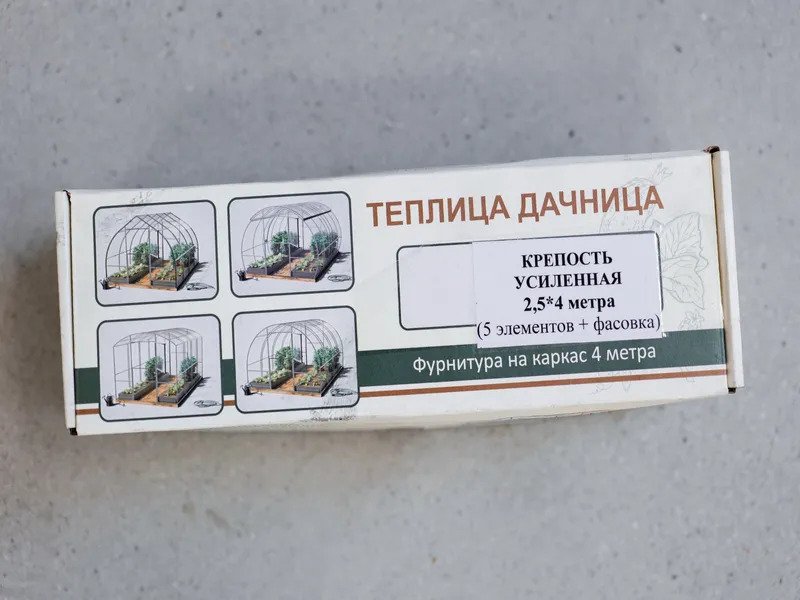 ТЕПЛИЦА ДАЧНИЦА
КРЕПОСТЬ
УСИЛЕННАЯ
2,5*4 метра
(5 элементов + фасовка)
Фурнитура на каркас 4 метра